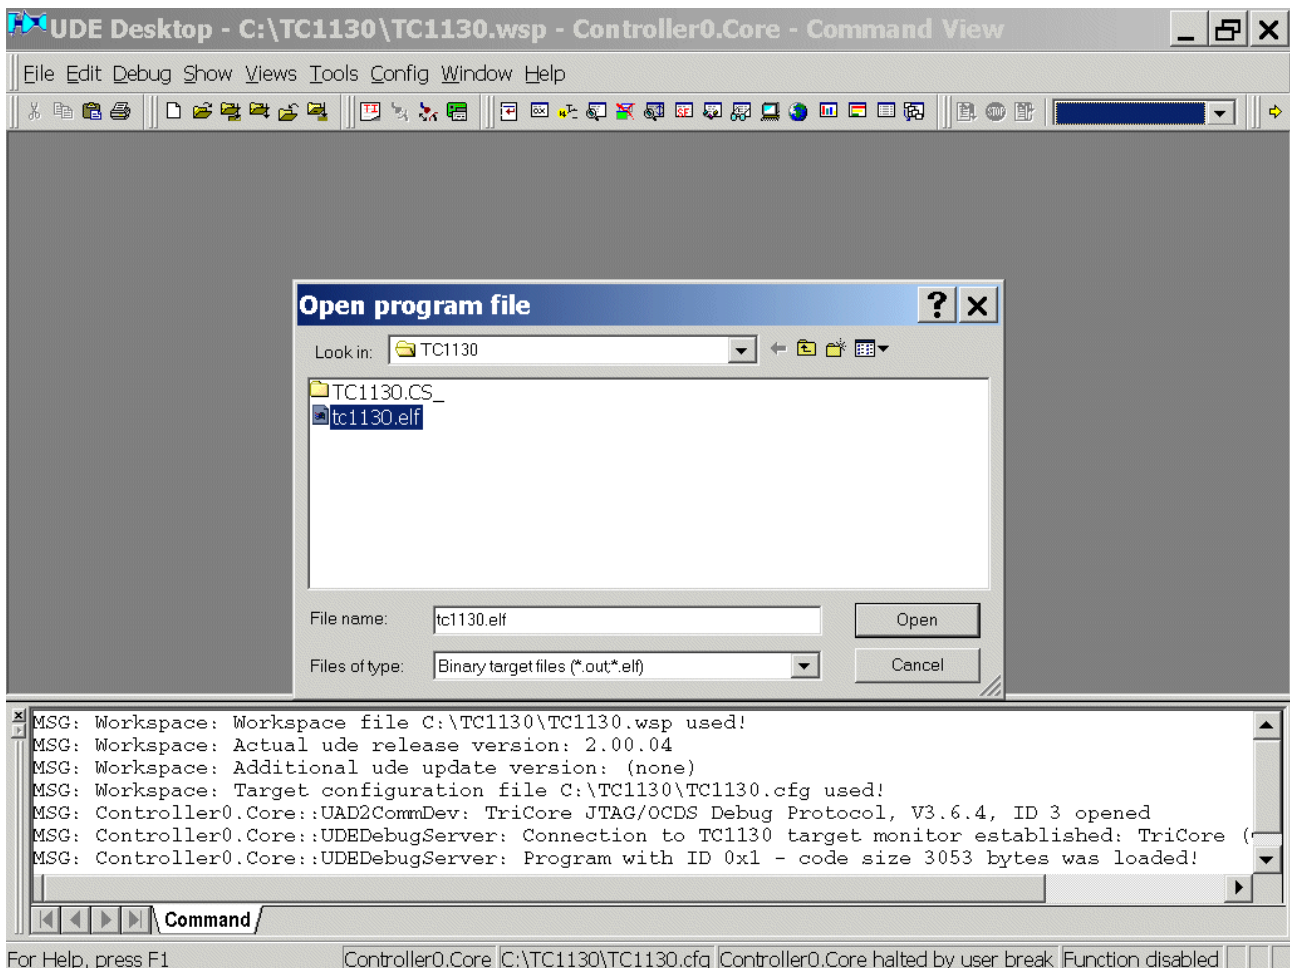 UDE Desktop - C:\TC1130\TC1130.wsp - Controller0.Core - Command View
File Edit Debug Show Views Tools Config Window Help
Open program file
Look in: TC1130
TC1130.CS_
tc1130.elf
File name: tc1130.elf Open
Files of type: Binary target files (*.out;*.elf) Cancel
MSG: Workspace: Workspace file C:\TC1130\TC1130.wsp used!
MSG: Workspace: Actual ude release version: 2.00.04
MSG: Workspace: Additional ude update version: (none)
MSG: Workspace: Target configuration file C:\TC1130\TC1130.cfg used!
MSG: Controller0.Core::UAD2CommDev: TriCore JTAG/OCDS Debug Protocol, V3.6.4, ID 3 opened
MSG: Controller0.Core::UDEDebugServer: Connection to TC1130 target monitor established: TriCore (
MSG: Controller0.Core::UDEDebugServer: Program with ID 0x1 - code size 3053 bytes was loaded!
Command
For Help, press F1 Controller0.Core C:\TC1130\TC1130.cfg Controller0.Core halted by user break Function disabled